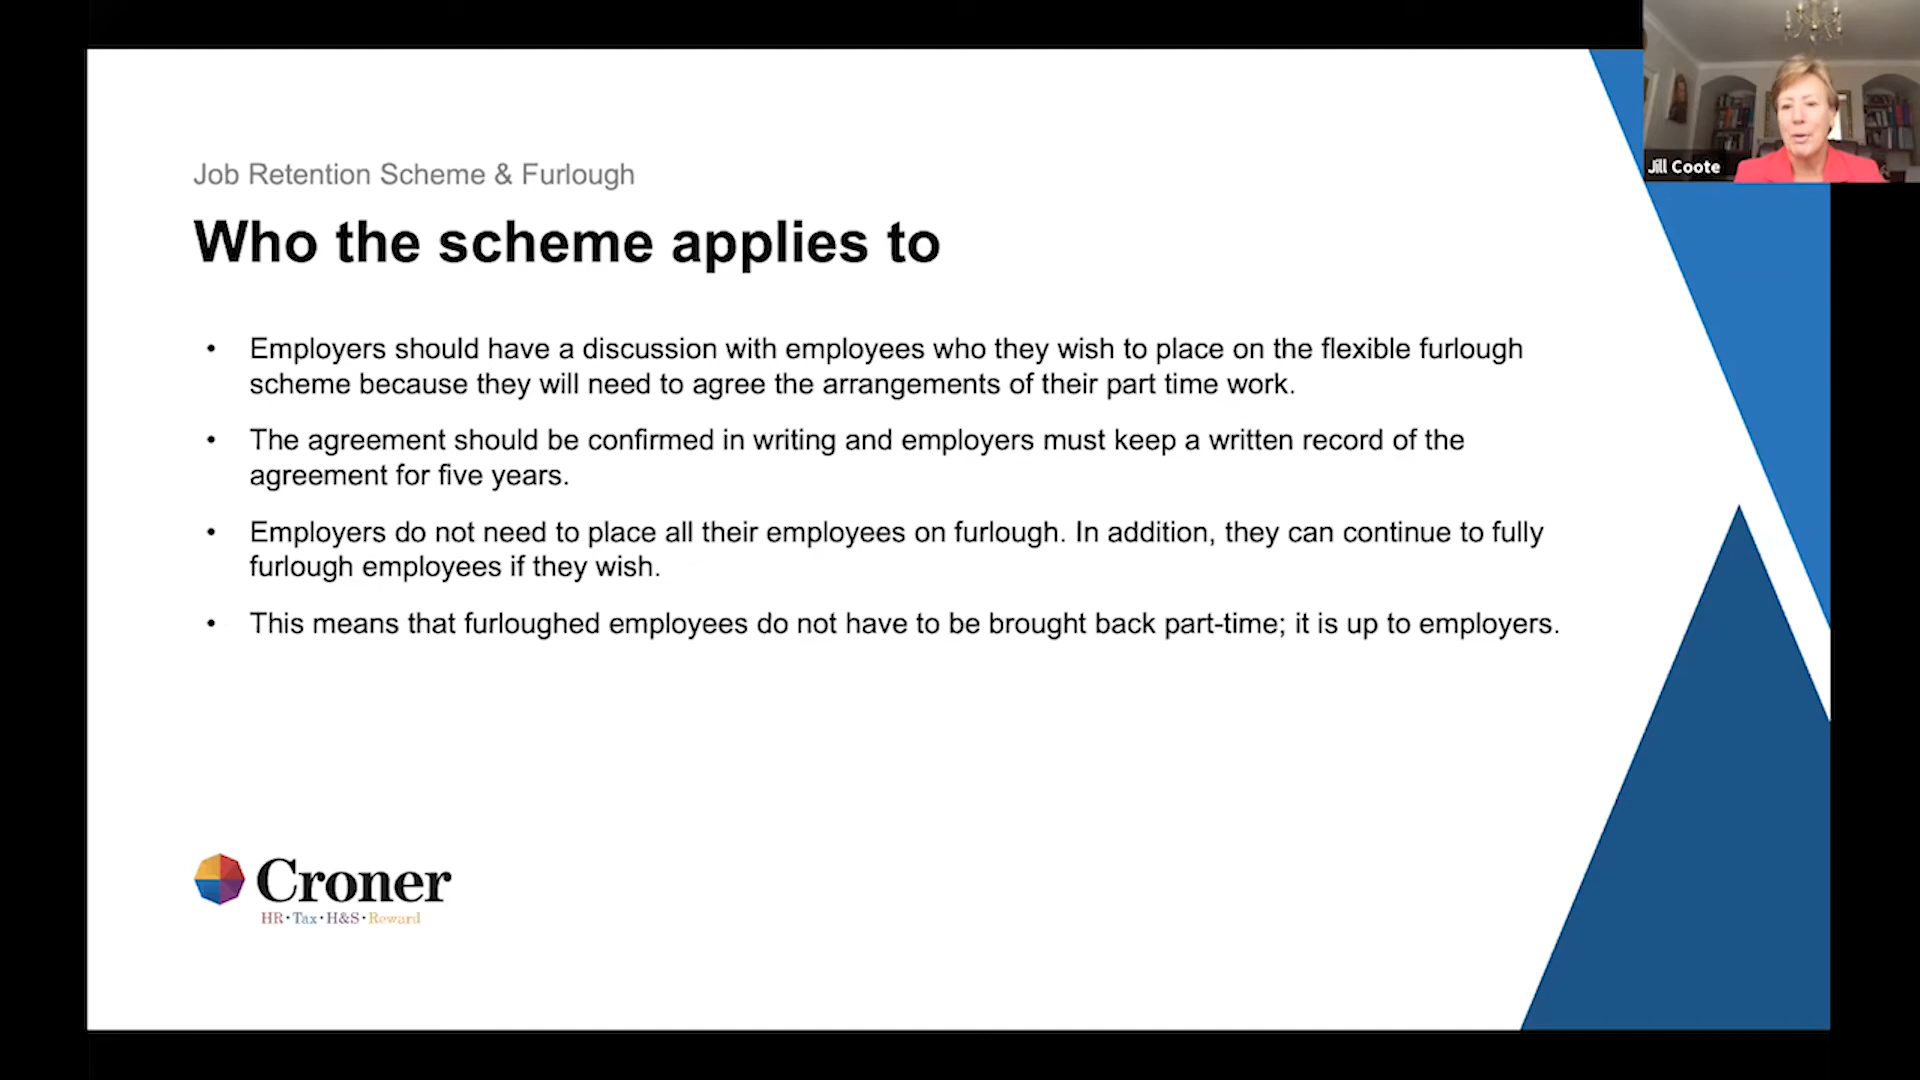 Jill Coote
Job Retention Scheme & Furlough
Who the scheme applies to
• Employers should have a discussion with employees who they wish to place on the flexible furlough
scheme because they will need to agree the arrangements of their part time work.
• The agreement should be confirmed in writing and employers must keep a written record of the
agreement for five years.
• Employers do not need to place all their employees on furlough. In addition, they can continue to fully
furlough employees if they wish.
• This means that furloughed employees do not have to be brought back part-time; it is up to employers.
Croner
HR・Tax・H&S・Reward